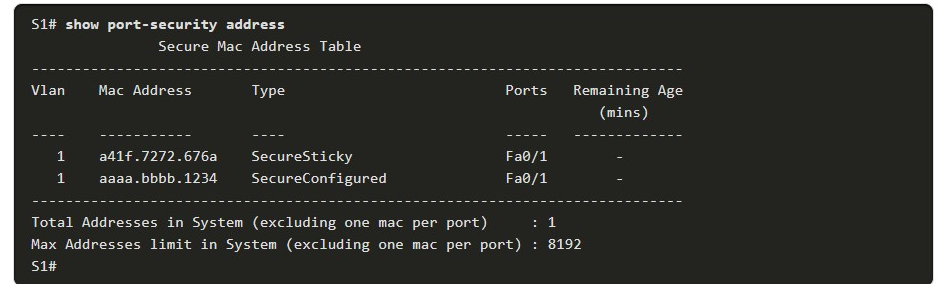 S1# show port-security address
Secure Mac Address Table
-----------------------------------------------------------------------------
Vlan    Mac Address       Type                          Ports   Remaining Age
                                                                   (mins)
----    -----------       ----                          -----   -------------
   1    a41f.7272.676a    SecureSticky                  Fa0/1        -
   1    aaaa.bbbb.1234    SecureConfigured              Fa0/1        -
-----------------------------------------------------------------------------
Total Addresses in System (excluding one mac per port)     : 1
Max Addresses limit in System (excluding one mac per port) : 8192
S1#